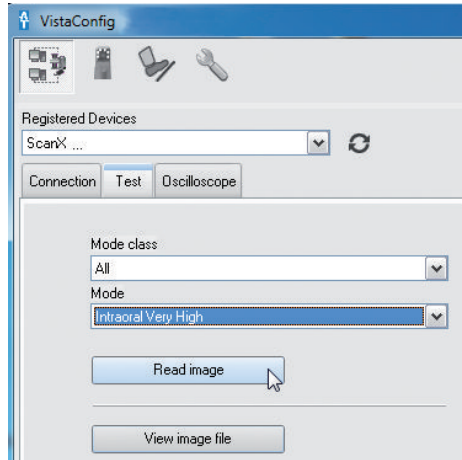 VistaConfig
Registered Devices
ScanX ...
Connection Test Oscilloscope
Mode class
All
Mode
Intraoral Very High
Read image
View image file